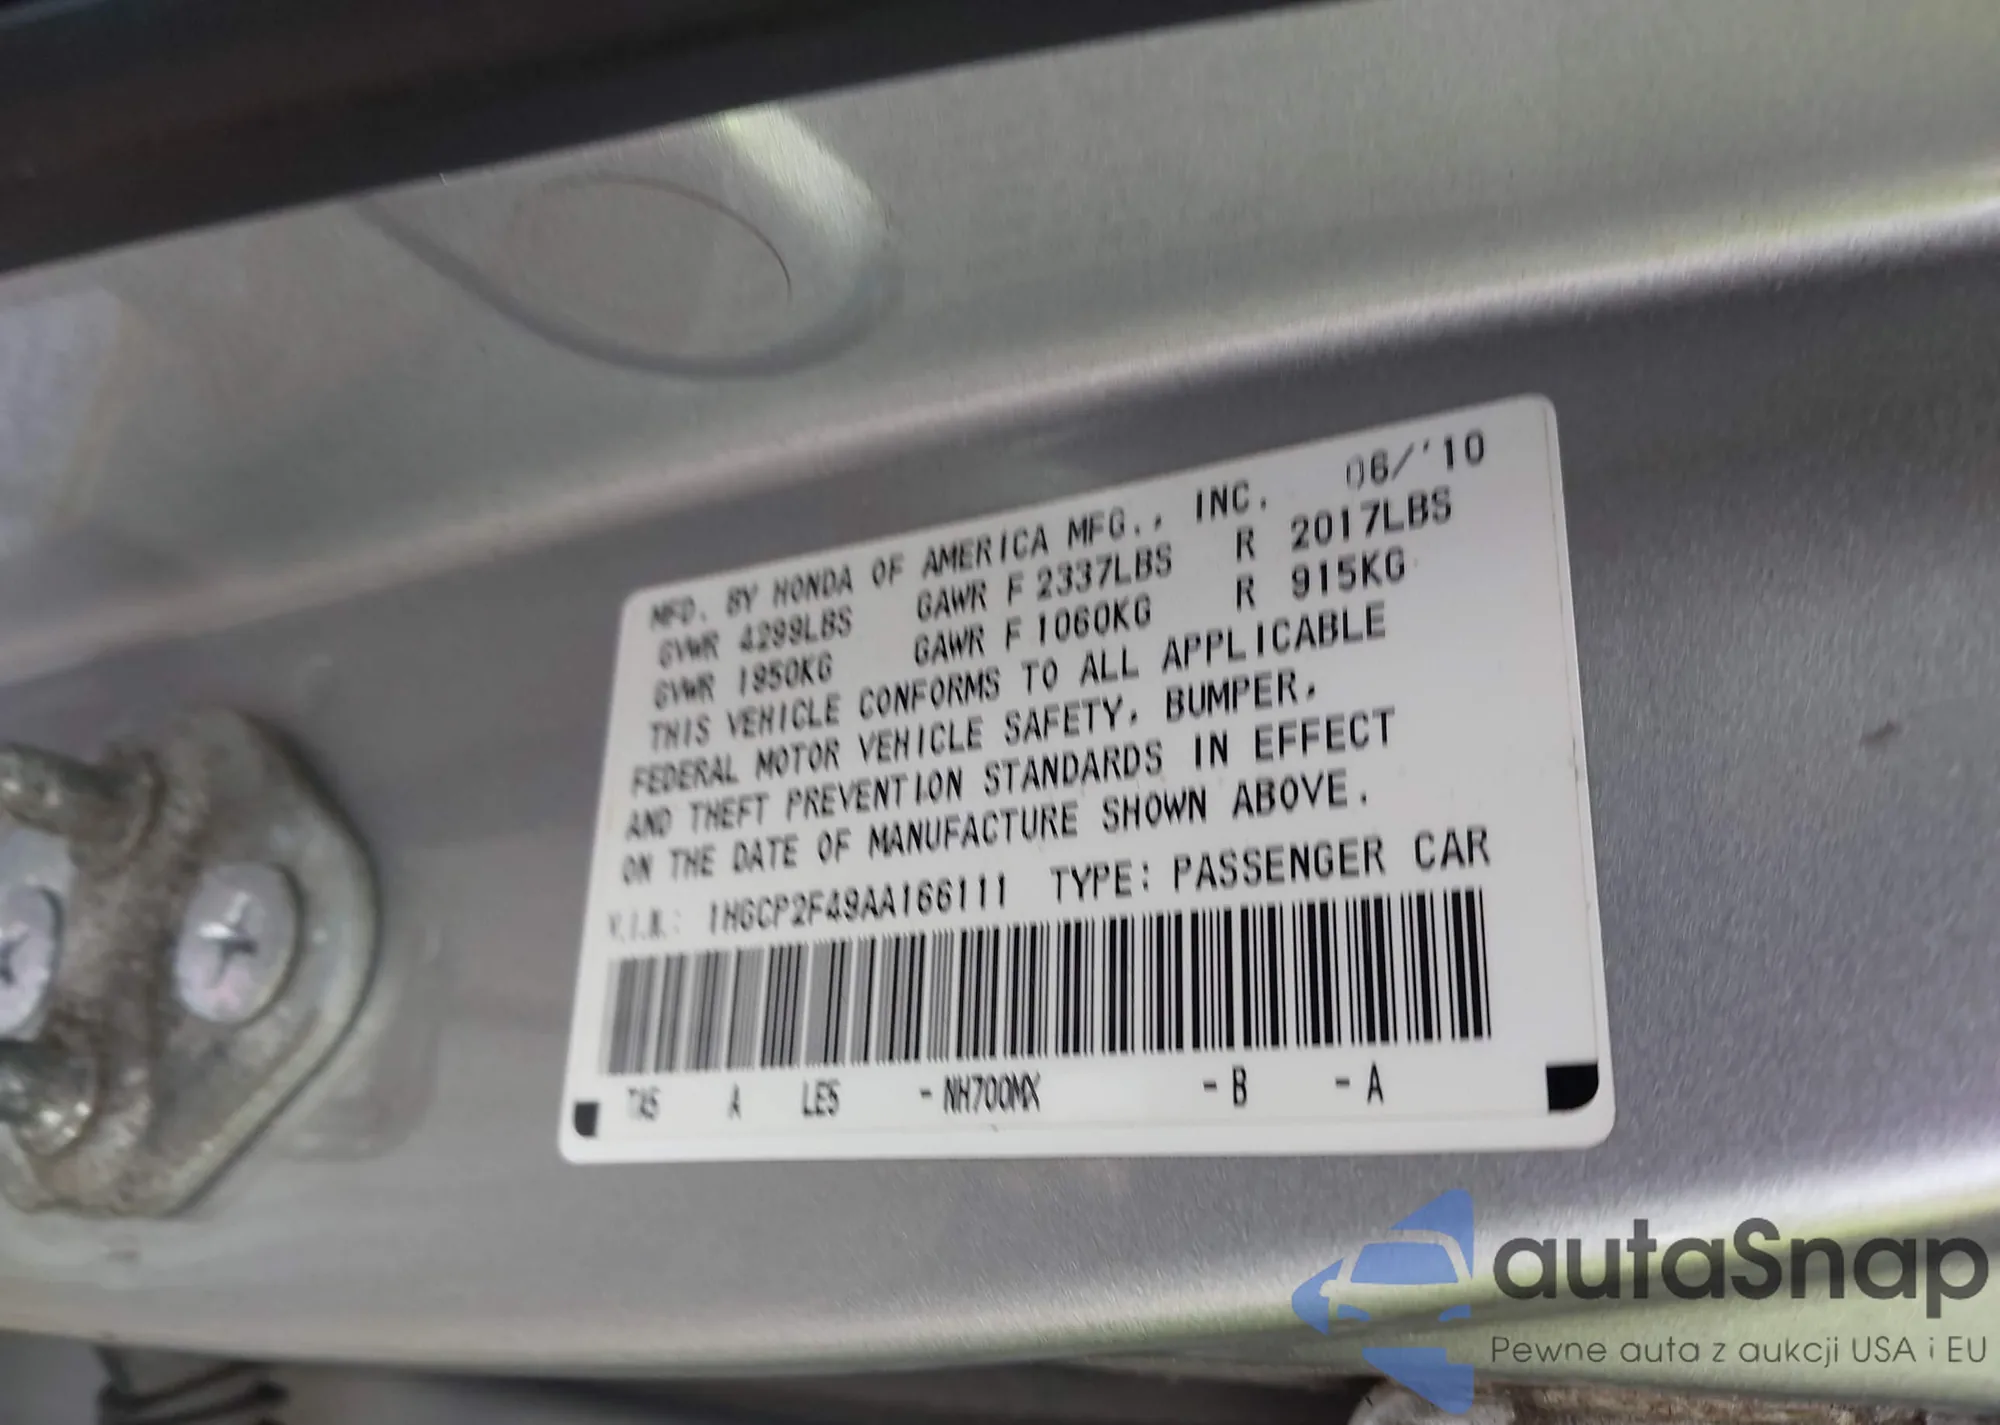 MFD. BY HONDA OF AMERICA MFG., INC. 06/'10
GVWR 4299LBS GAWR F 2337LBS R 2017LBS
GVWR 1950KG GAWR F 1060KG R 915KG
THIS VEHICLE CONFORMS TO ALL APPLICABLE
FEDERAL MOTOR VEHICLE SAFETY, BUMPER,
AND THEFT PREVENTION STANDARDS IN EFFECT
ON THE DATE OF MANUFACTURE SHOWN ABOVE.
V.I.N.: 1HGCP2F49AA166111 TYPE: PASSENGER CAR
TA5 A LE5 -NH700MX -B -A
autaSnap
Pewne auta z aukcji USA i EU